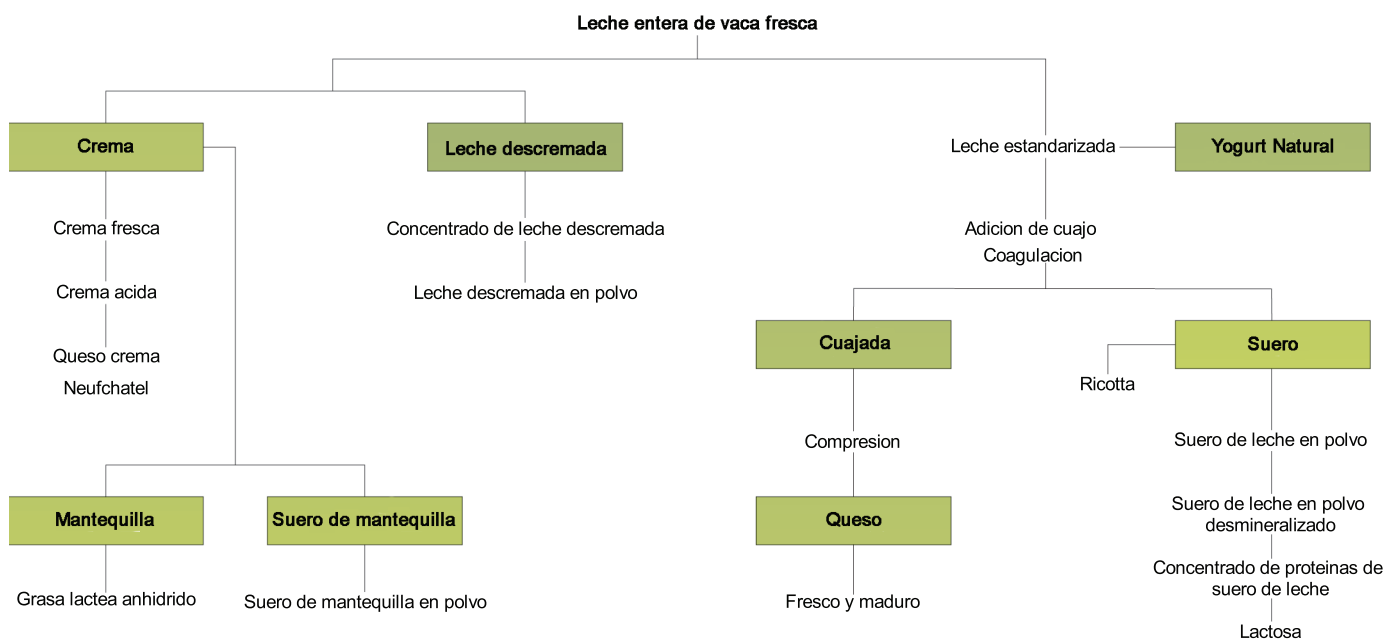 Leche entera de vaca fresca
Crema
Leche descremada
Leche estandarizada
Yogurt Natural
Crema fresca
Concentrado de leche descremada
Adicion de cuajo
Coagulacion
Crema acida
Leche descremada en polvo
Cuajada
Suero
Queso crema
Neufchatel
Ricotta
Compresion
Suero de leche en polvo
Mantequilla
Suero de mantequilla
Queso
Suero de leche en polvo
desmineralizado
Grasa lactea anhidrido
Suero de mantequilla en polvo
Fresco y maduro
Concentrado de proteinas de
suero de leche
Lactosa